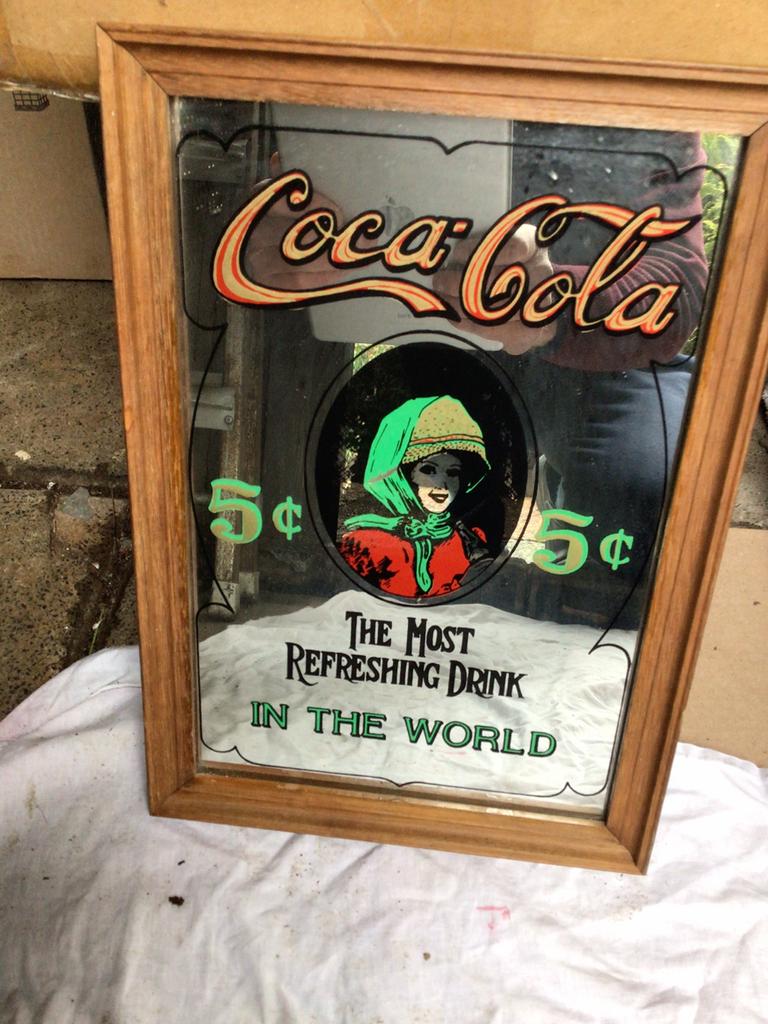 Coca-Cola
5¢ 5¢
THE MOST
REFRESHING DRINK
IN THE WORLD